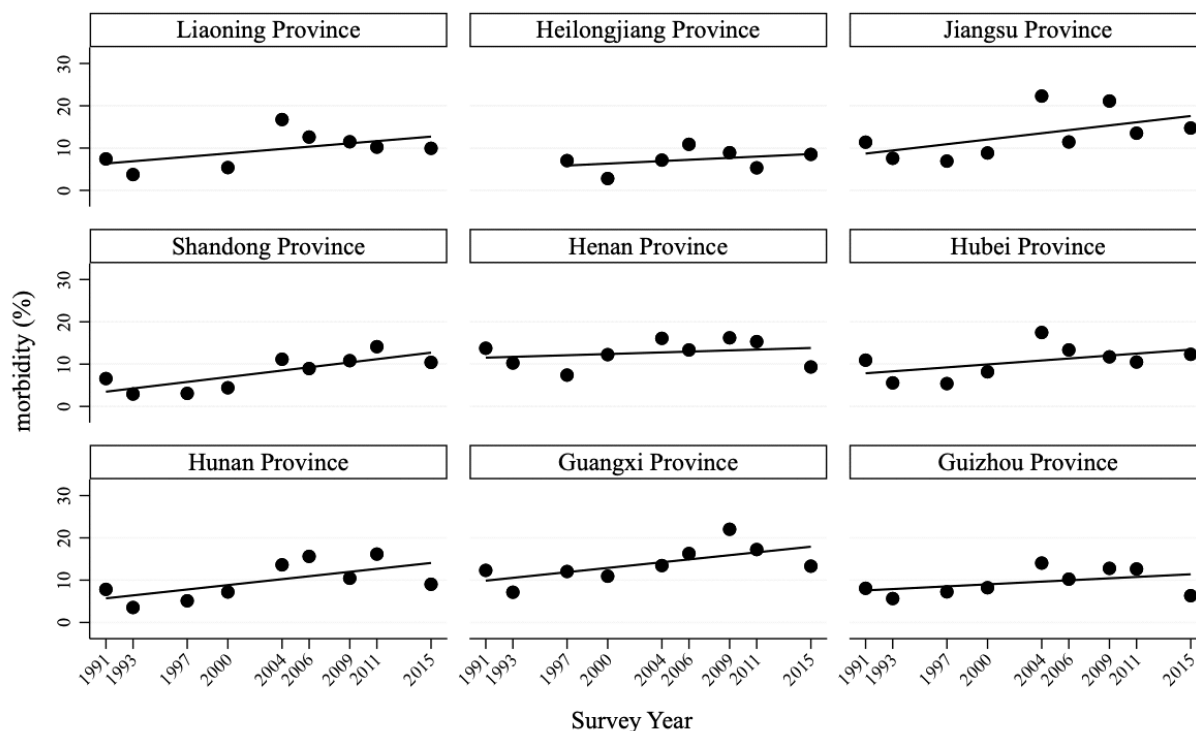 Liaoning Province
Heilongjiang Province
Jiangsu Province
30
20
10
0
Shandong Province
Henan Province
Hubei Province
30
20
10
0
morbidity (%)
Hunan Province
Guangxi Province
Guizhou Province
30
20
10
0
1991 1993 1997 2000 2004 2006 2009 2011 2015
1991 1993 1997 2000 2004 2006 2009 2011 2015
1991 1993 1997 2000 2004 2006 2009 2011 2015
Survey Year